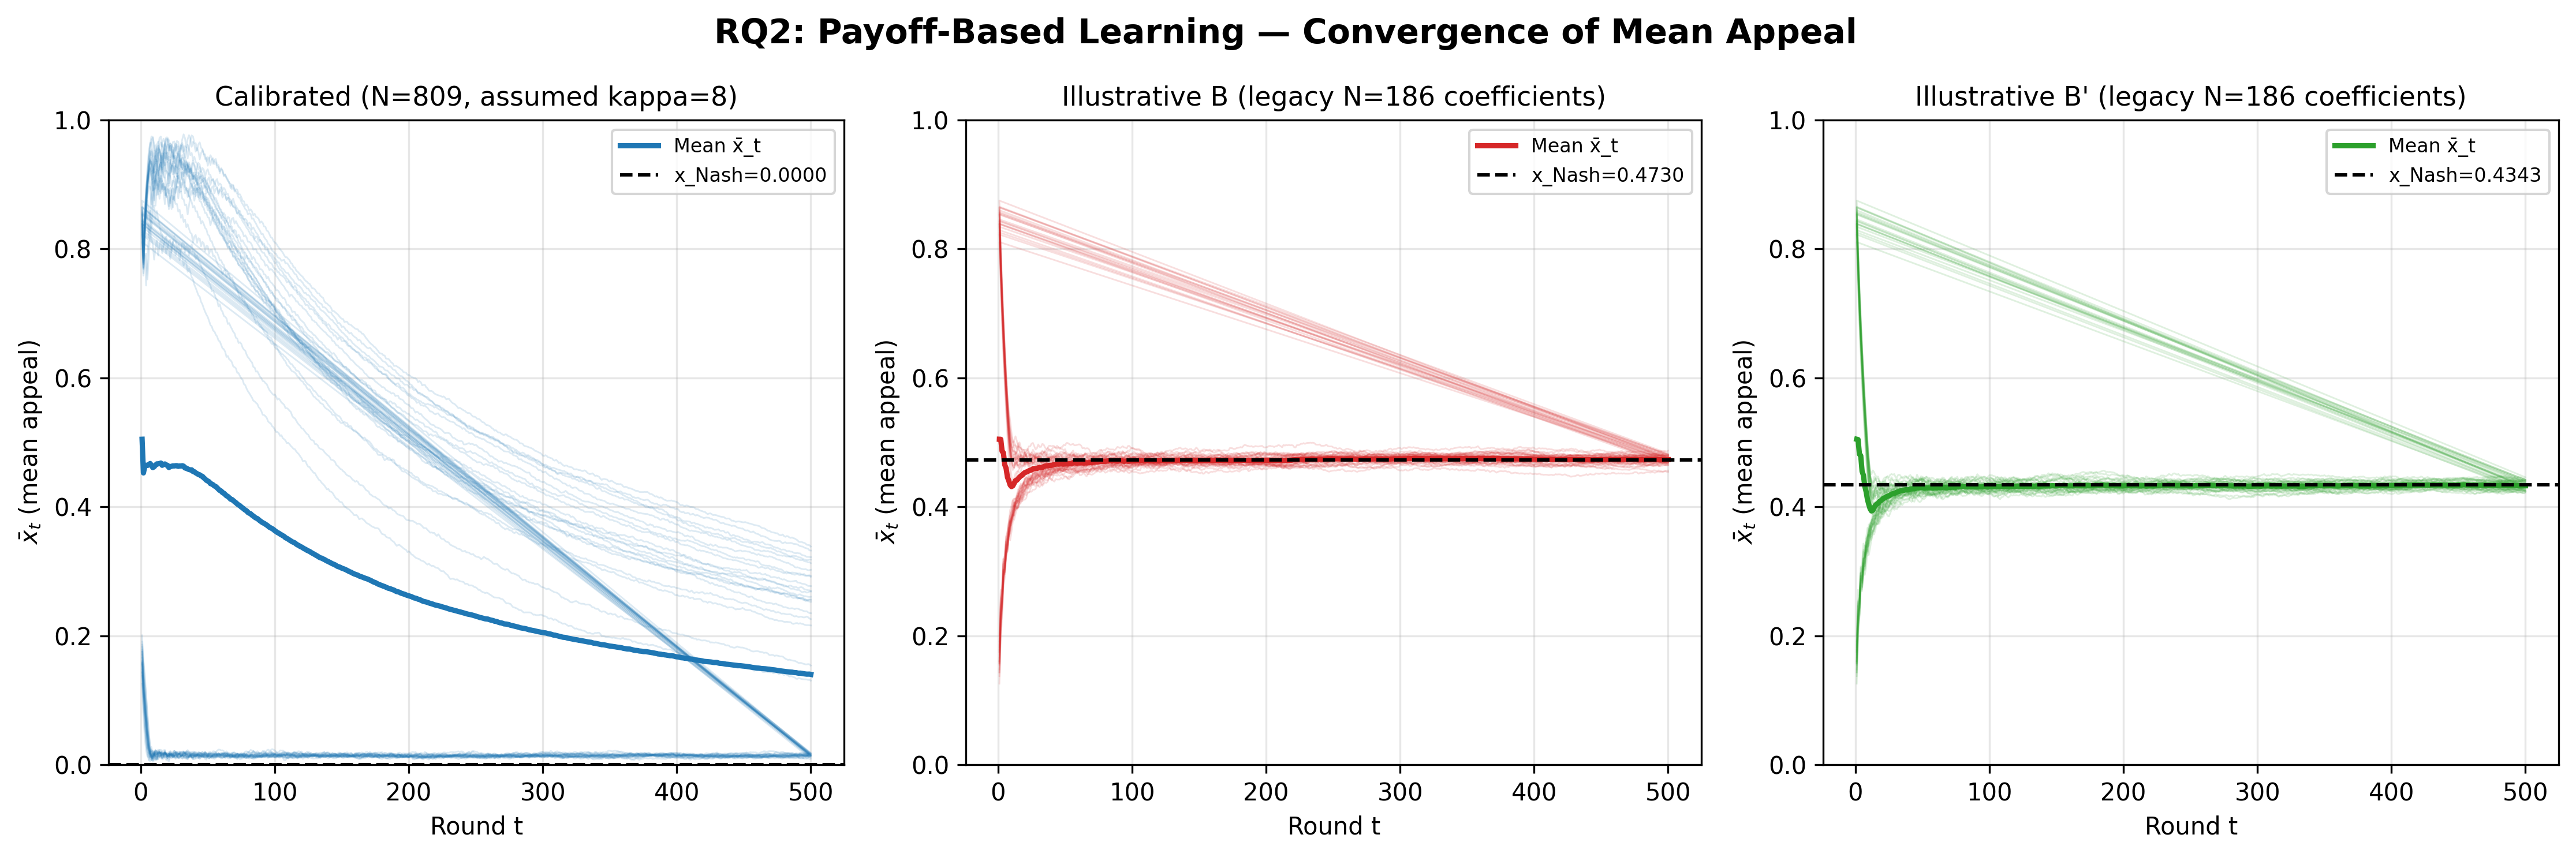 RQ2: Payoff-Based Learning — Convergence of Mean Appeal
Calibrated (N=809, assumed kappa=8)
Mean x̄_t
x_Nash=0.0000
1.0
0.8
0.6
0.4
0.2
0.0
x̄t (mean appeal)
0 100 200 300 400 500
Round t
Illustrative B (legacy N=186 coefficients)
Mean x̄_t
x_Nash=0.4730
1.0
0.8
0.6
0.4
0.2
0.0
x̄t (mean appeal)
0 100 200 300 400 500
Round t
Illustrative B' (legacy N=186 coefficients)
Mean x̄_t
x_Nash=0.4343
1.0
0.8
0.6
0.4
0.2
0.0
x̄t (mean appeal)
0 100 200 300 400 500
Round t